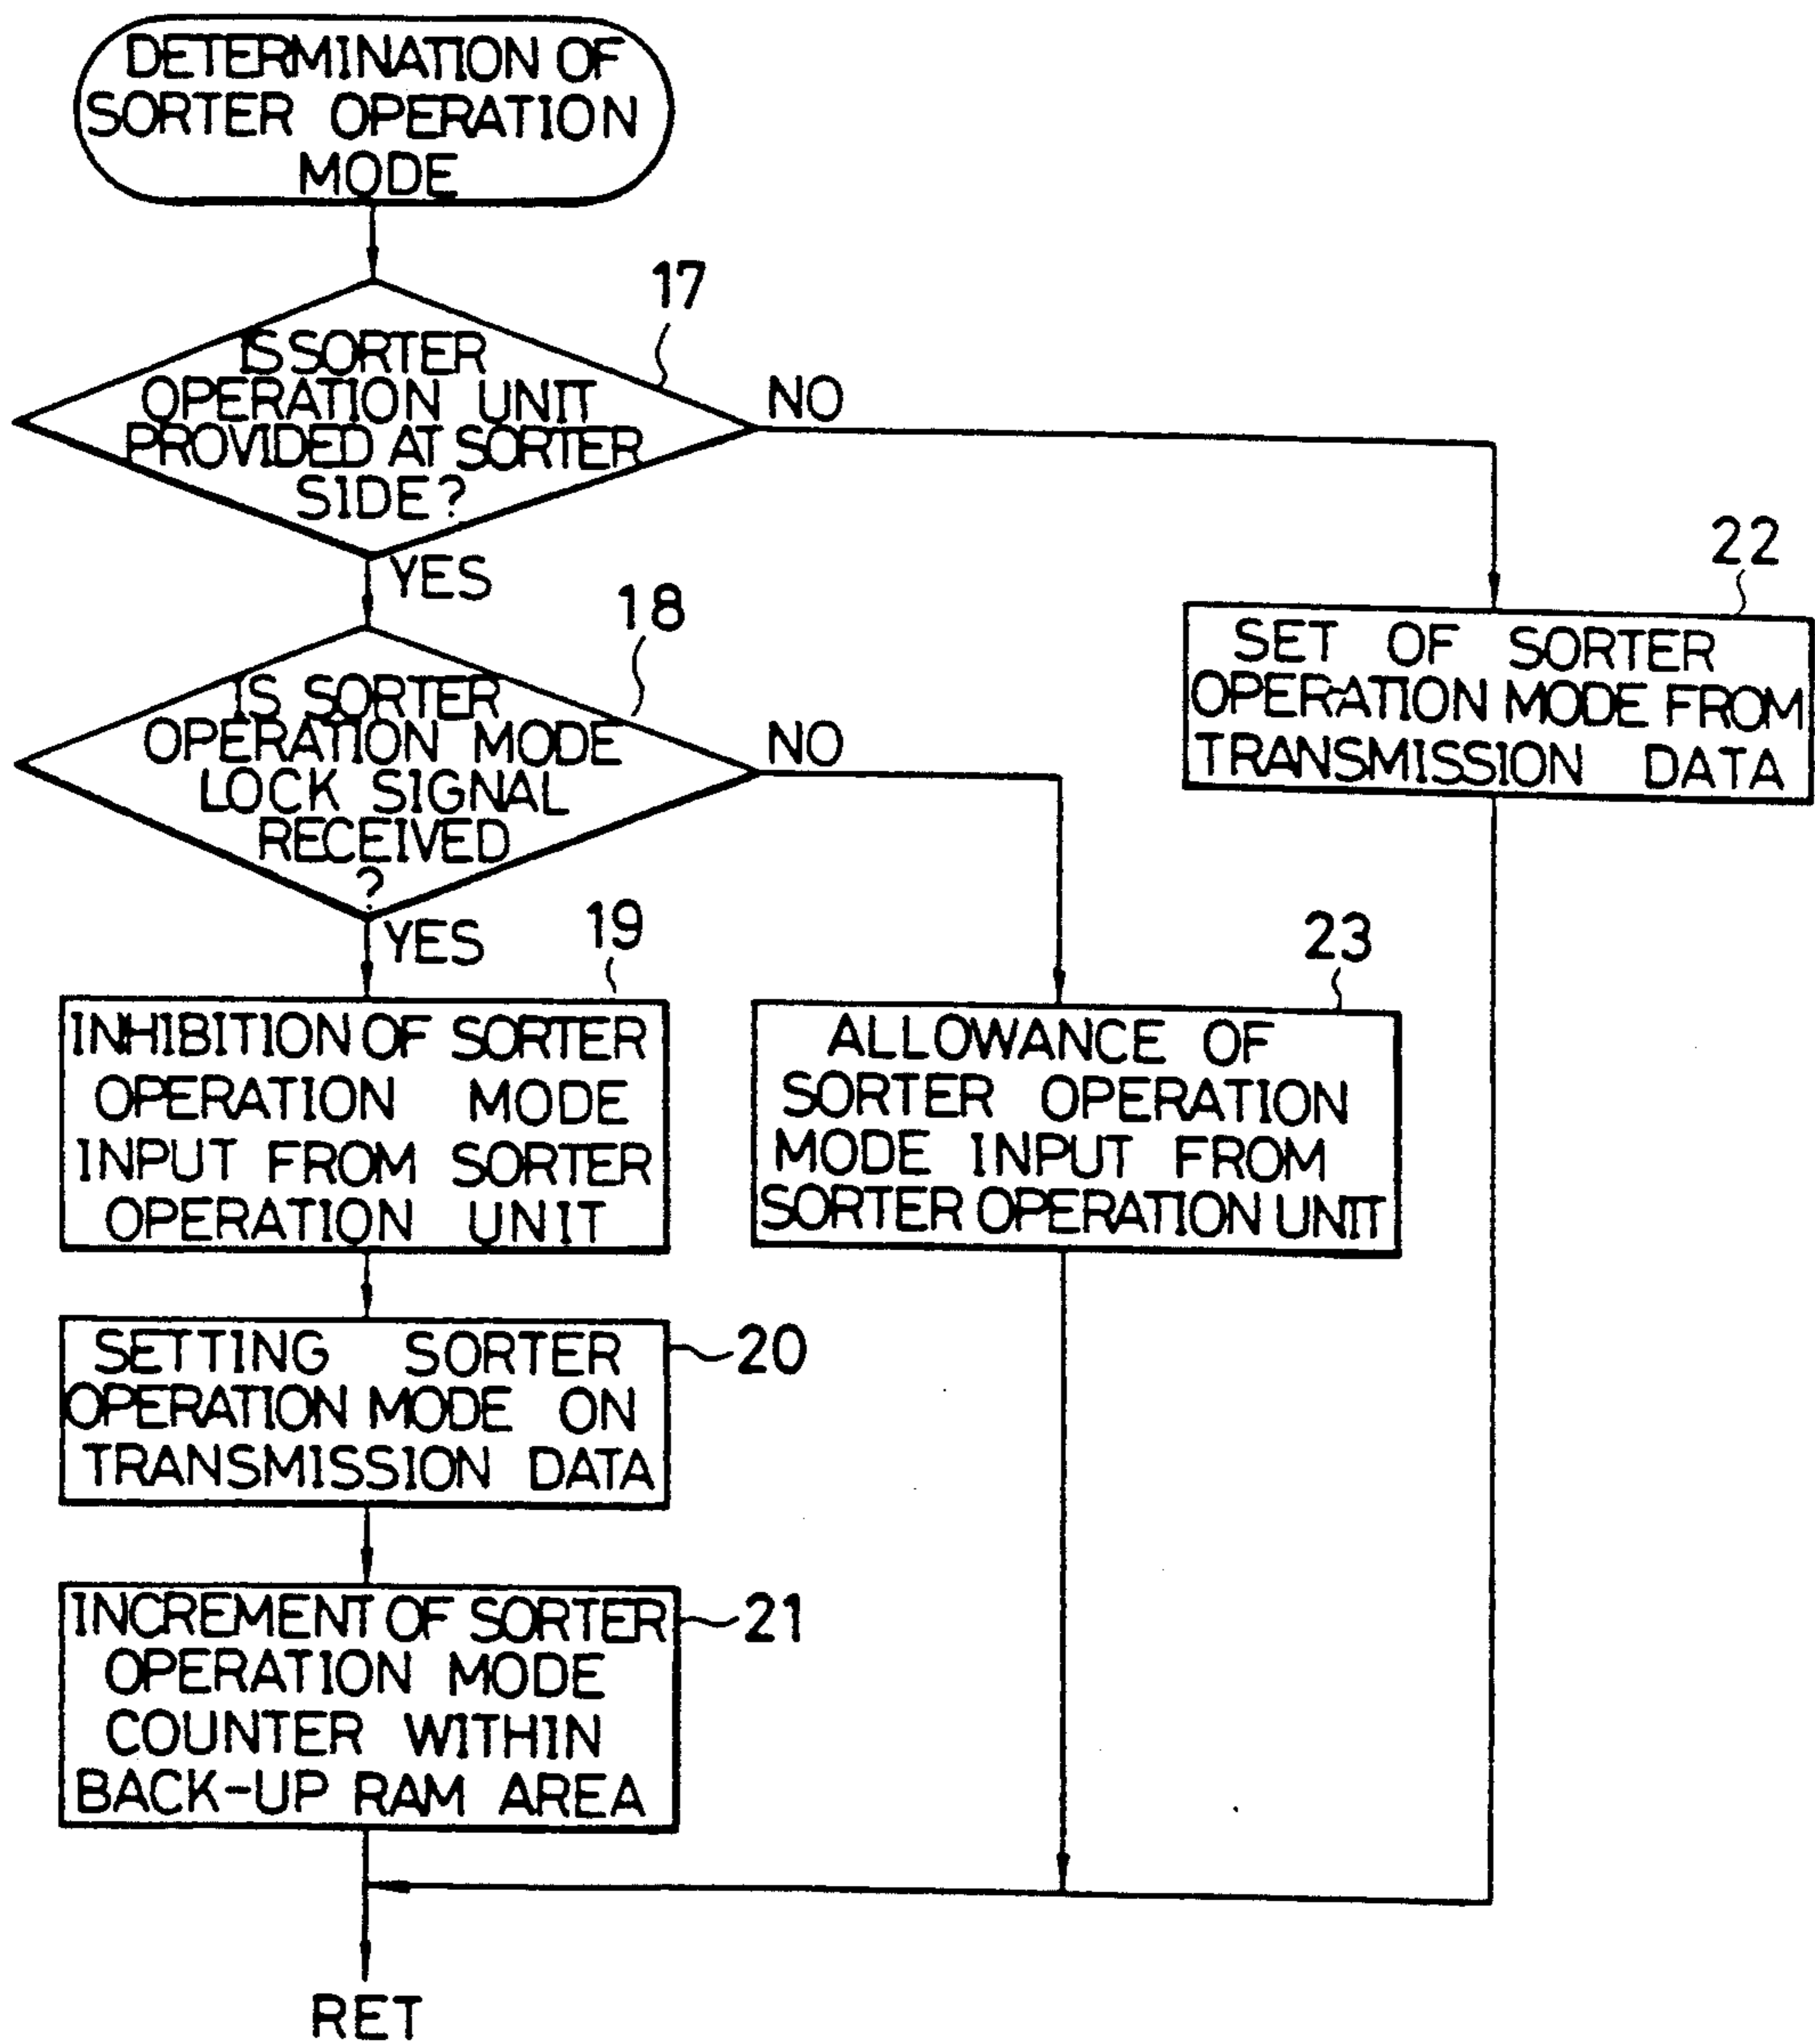 DETERMINATION OF
SORTER OPERATION
MODE
17
IS SORTER
OPERATION UNIT
PROVIDED AT SORTER
SIDE?
NO
YES
22
SET OF SORTER
OPERATION MODE FROM
TRANSMISSION DATA
18
IS SORTER
OPERATION MODE
LOCK SIGNAL
RECEIVED
?
NO
YES
19
INHIBITION OF SORTER
OPERATION MODE
INPUT FROM SORTER
OPERATION UNIT
23
ALLOWANCE OF
SORTER OPERATION
MODE INPUT FROM
SORTER OPERATION UNIT
SETTING SORTER
OPERATION MODE ON
TRANSMISSION DATA
20
INCREMENT OF SORTER
OPERATION MODE
COUNTER WITHIN
BACK-UP RAM AREA
21
RET